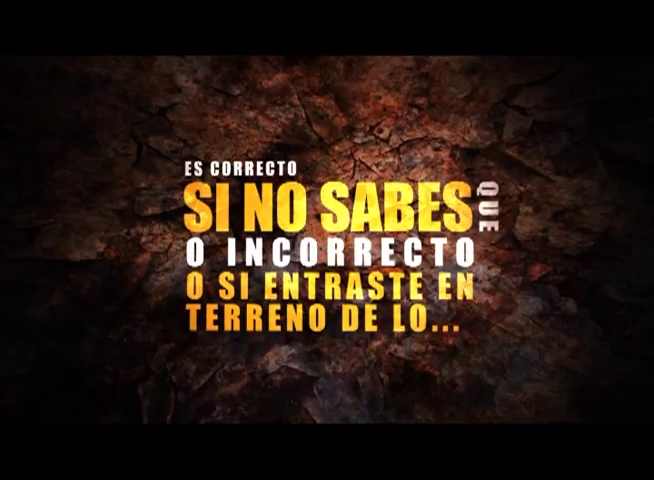 ES CORRECTO
SI NO SABES QUE
O INCORRECTO
O SI ENTRASTE EN
TERRENO DE LO...